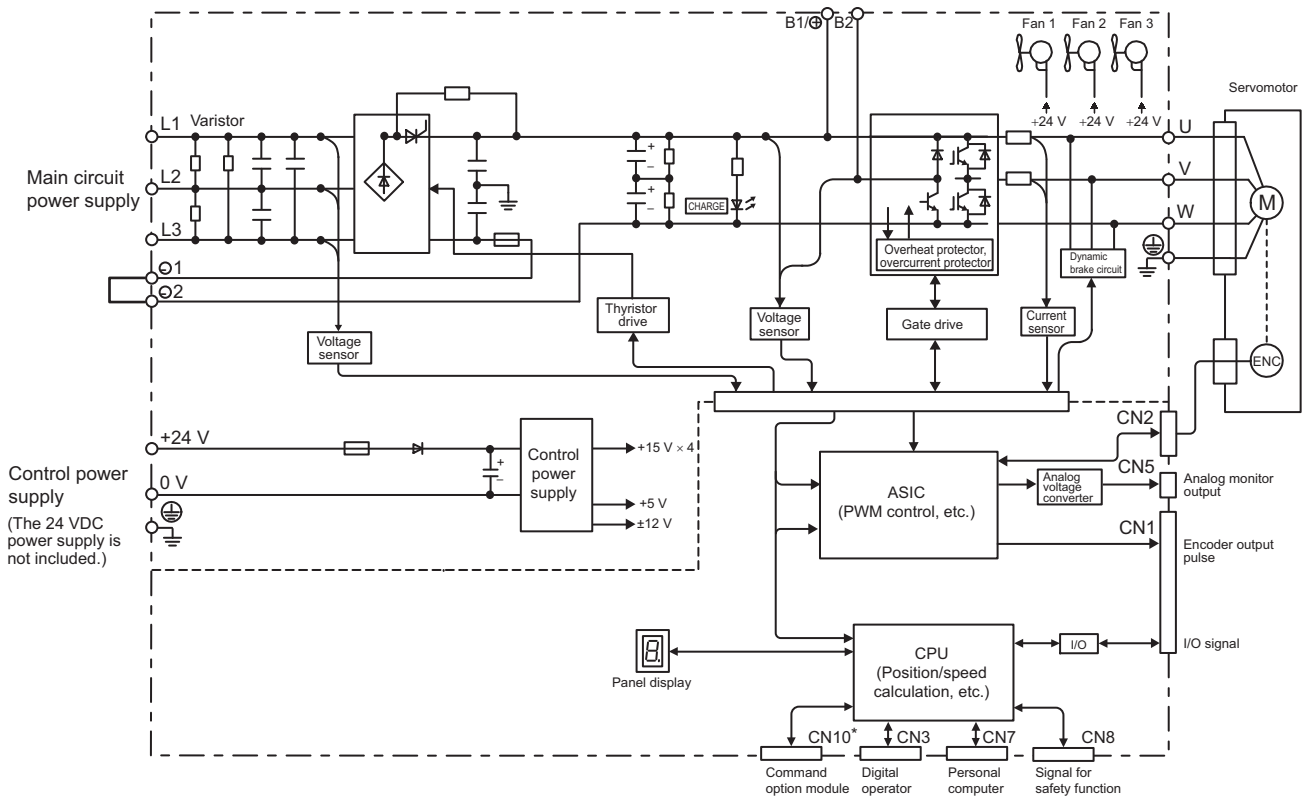 B1/⊕ B2
Fan 1 Fan 2 Fan 3
+24 V +24 V +24 V
Servomotor
L1 Varistor
U
Main circuit
power supply
L2
V
CHARGE
M
L3
W
Overheat protector,
overcurrent protector
Dynamic
brake circuit
⊖1
⊖2
Thyristor
drive
Voltage
sensor
Voltage
sensor
Gate drive
Current
sensor
ENC
+24 V
CN2
Control power
supply
(The 24 VDC
power supply is
not included.)
0 V
Control
power
supply
+15 V × 4
+5 V
±12 V
ASIC
(PWM control, etc.)
Analog
voltage
converter
CN5
Analog monitor
output
CN1
Encoder output
pulse
8.
Panel display
CPU
(Position/speed
calculation, etc.)
I/O
I/O signal
CN10* CN3 CN7 CN8
Command
option module
Digital
operator
Personal
computer
Signal for
safety function
+
–
+
–
+
–